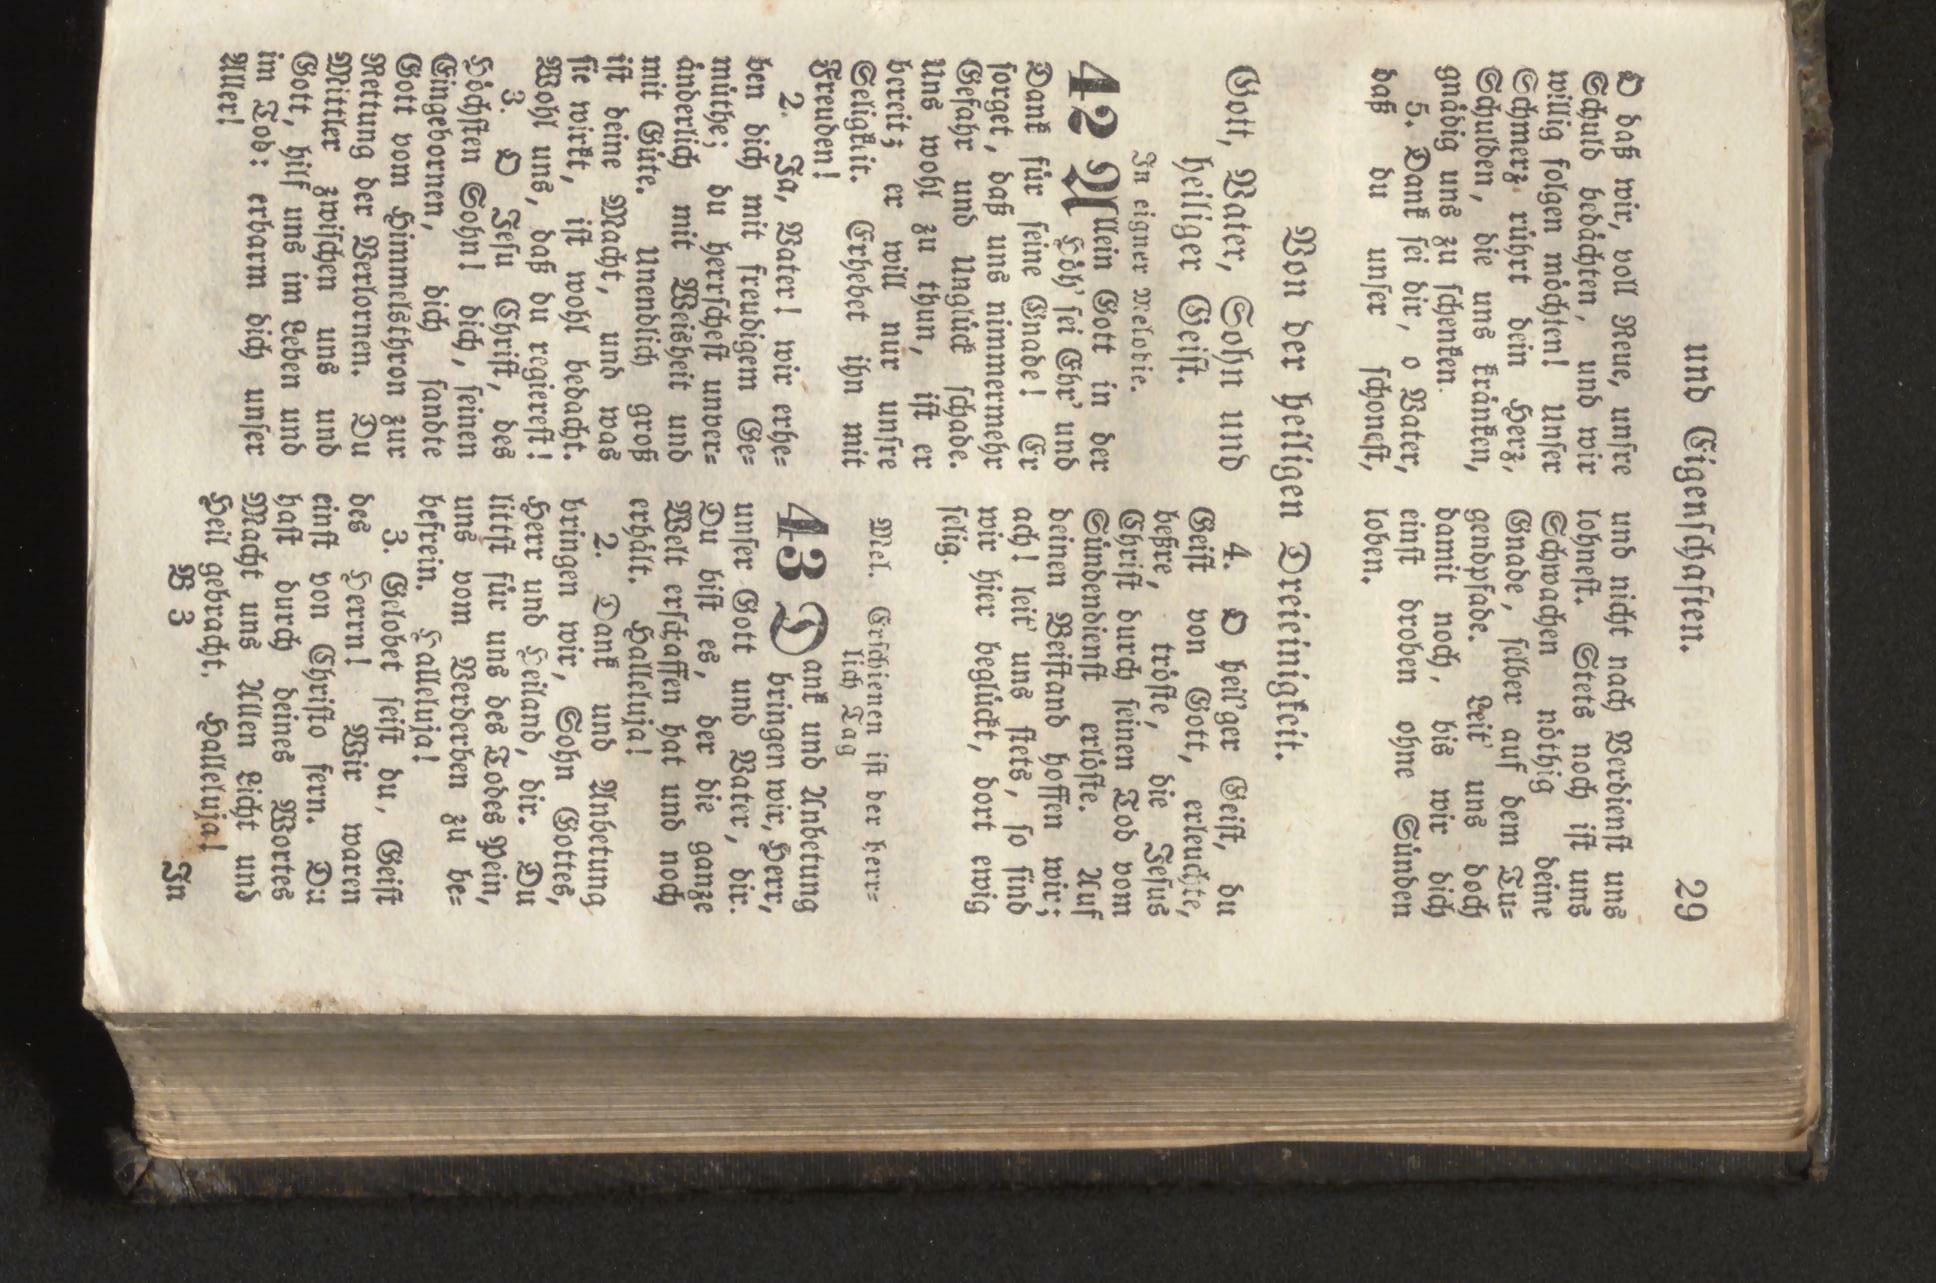 und Eigenschaften. 29
O daß wir, voll Reue, unsre
Schuld bedächten, und wir
willig folgen möchten! Unser
Schmerz rührt dein Herz,
Schulden, die uns kränken,
gnädig uns zu schenken.
5. Dank sei dir, o Vater,
daß du unser schonest,
und nicht nach Verdienst uns
lohnest. Stets noch ist uns
Schwachen nöthig deine
Gnade, selber auf dem Tu-
gendpfade. Leit' uns doch
damit noch, bis wir dich
einst droben ohne Sünden
loben.
Von der heiligen Dreieinigkeit.
Gott, Vater, Sohn und
heiliger Geist.
In eigner Melodie.
42 Allein Gott in der
Höh' sei Ehr' und
Dank für seine Gnade! Er
sorget, daß uns nimmermehr
Gefahr und Unglück schade.
Uns wohl zu thun, ist er
bereit; er will nur unsre
Seligkeit. Erhebet ihn mit
Freuden!
2. Ja, Vater! wir erhe-
ben dich mit freudigem Ge-
müthe; du herrschest unver-
änderlich mit Weisheit und
mit Güte. Unendlich groß
ist deine Macht, und was
sie wirkt, ist wohl bedacht.
Wohl uns, daß du regierest!
3. O Jesu Christ, des
Höchsten Sohn! dich, seinen
Eingebornen, dich sandte
Gott vom Himmelsthron zur
Rettung der Verlornen. Du
Mittler zwischen uns und
Gott, hilf uns im Leben und
im Tod: erbarm dich unser
Aller!
4. O heil'ger Geist, du
Geist von Gott, erleuchte,
beßre, tröste, die Jesus
Christ durch seinen Tod vom
Sündendienst erlöste. Auf
deinen Beistand hoffen wir;
ach! leit' uns stets, so sind
wir hier beglückt, dort ewig
selig.
Mel. Erschienen ist der herr-
lich Tag
43 Dank und Anbetung
bringen wir, Herr,
unser Gott und Vater, dir.
Du bist es, der die ganze
Welt erschaffen hat und noch
erhält. Halleluja!
2. Dank und Anbetung
bringen wir, Sohn Gottes,
Herr und Heiland, dir. Du
littst für uns des Todes Pein,
uns vom Verderben zu be-
befrein. Halleluja!
3. Gelobet seist du, Geist
des Herrn! Wir waren
einst von Christo fern. Du
hast durch deines Wortes
Macht uns Allen Licht und
Heil gebracht. Halleluja!
B 3 In